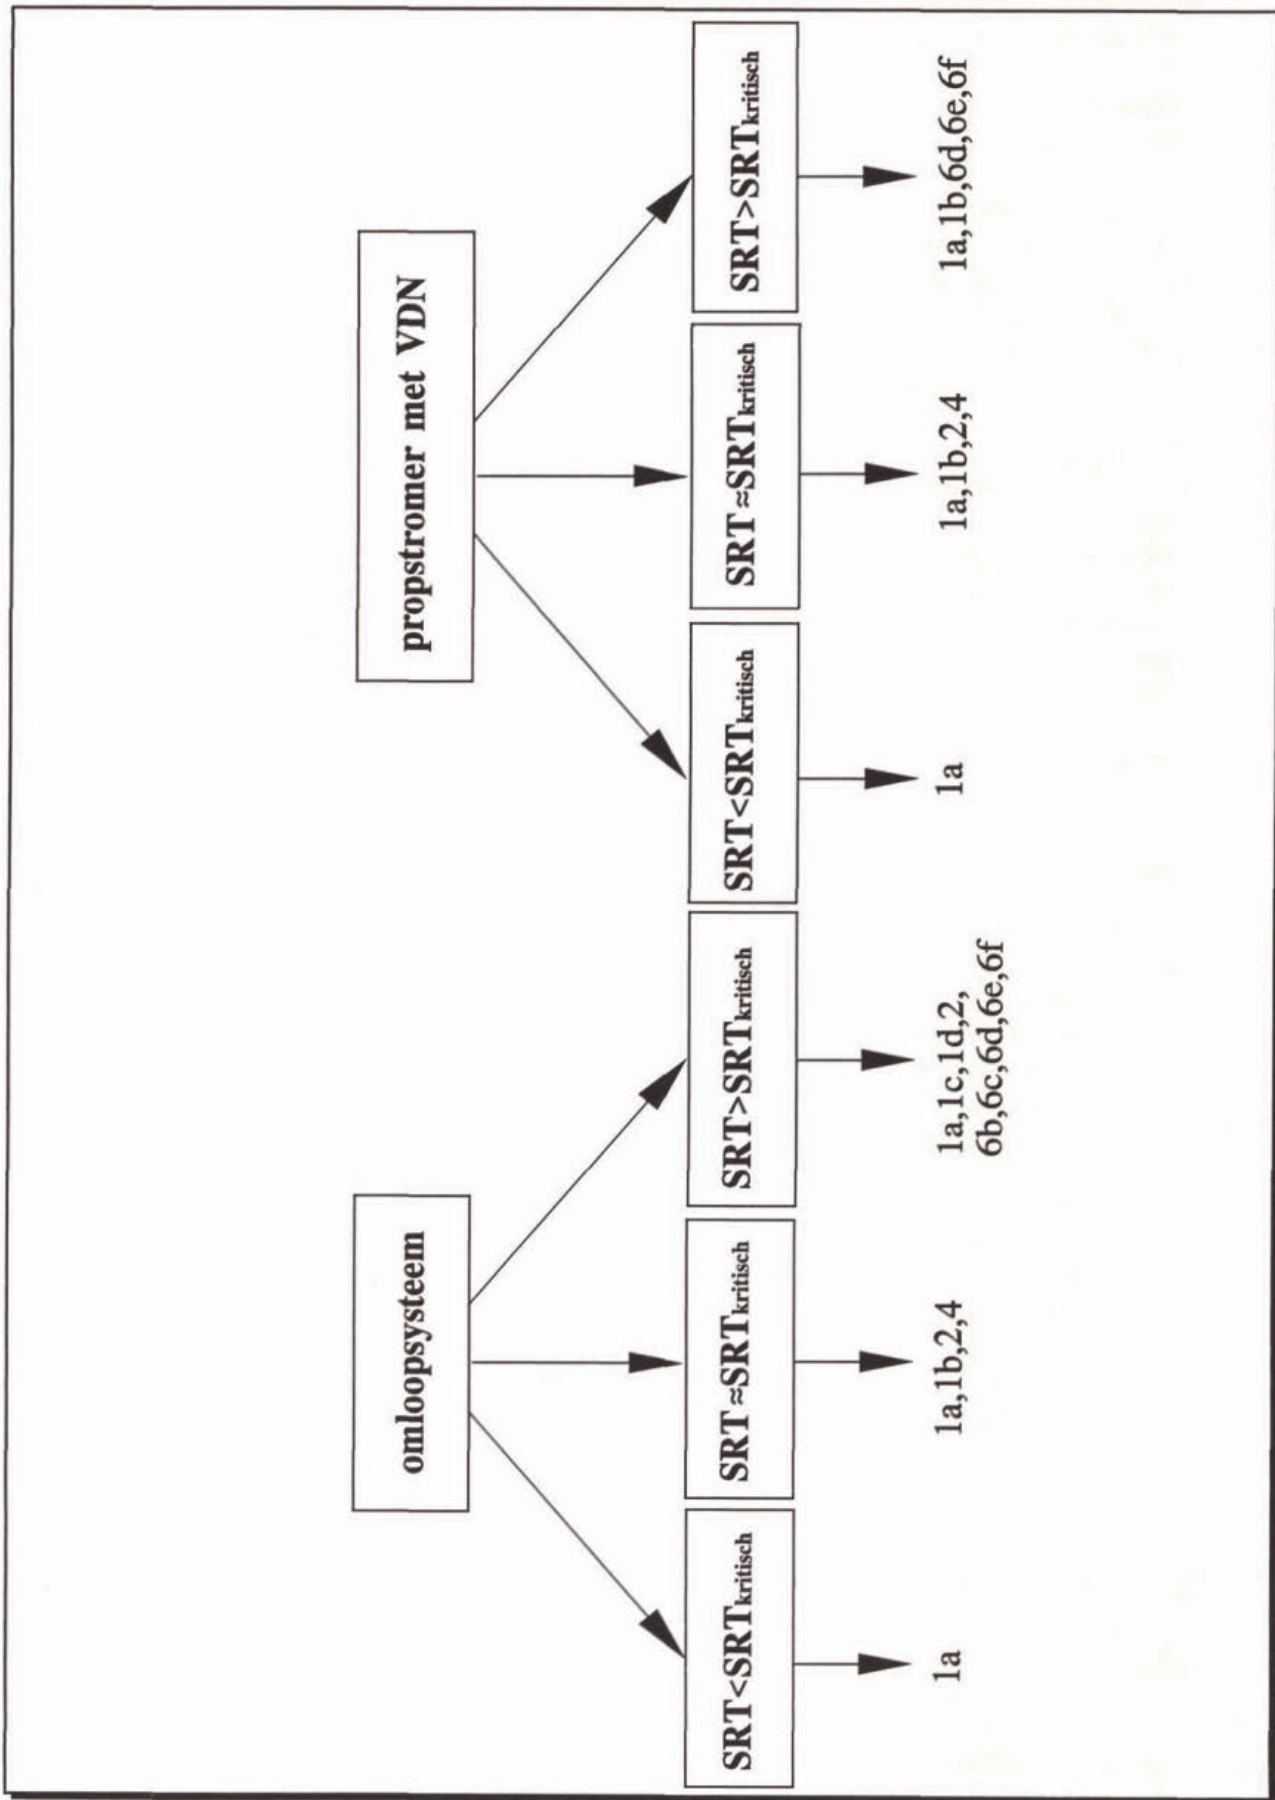 omloopsysteem
propstromer met VDN
SRT<SRTkritisch
SRT≈SRTkritisch
SRT>SRTkritisch
SRT<SRTkritisch
SRT≈SRTkritisch
SRT>SRTkritisch
1a
1a,1b,2,4
1a,1c,1d,2,
6b,6c,6d,6e,6f
1a
1a,1b,2,4
1a,1b,6d,6e,6f